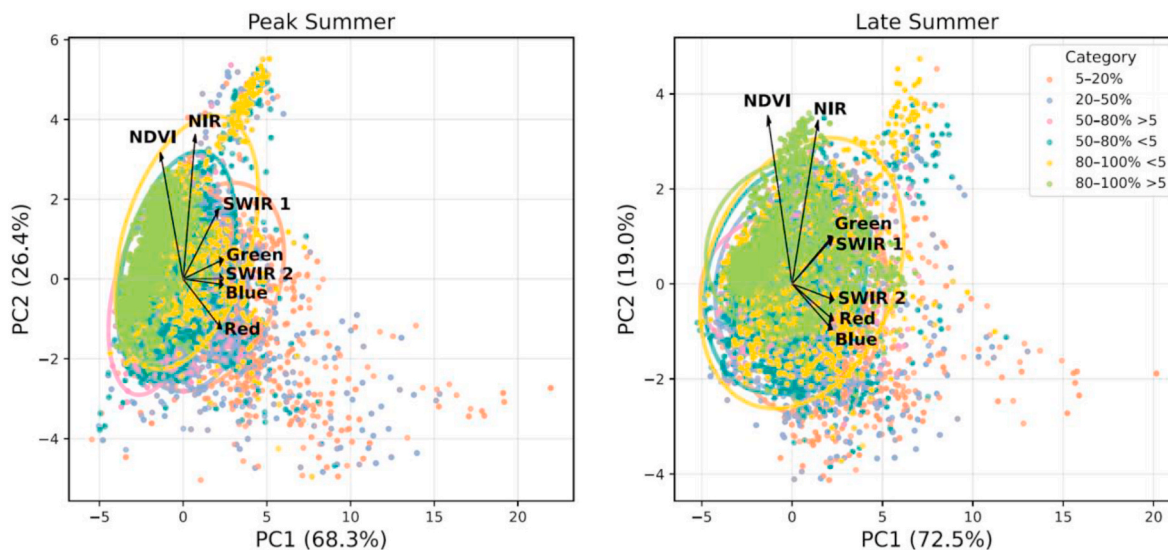 Peak Summer
6
4
2
0
−2
−4
PC2 (26.4%)
NDVI
NIR
SWIR 1
Green
SWIR 2
Blue
Red
−5
0
5
10
15
20
PC1 (68.3%)
Late Summer
4
2
0
−2
−4
PC2 (19.0%)
NDVI
NIR
Green
SWIR 1
SWIR 2
Red
Blue
−5
0
5
10
15
20
PC1 (72.5%)
Category
5–20%
20–50%
50–80% >5
50–80% <5
80–100% <5
80–100% >5